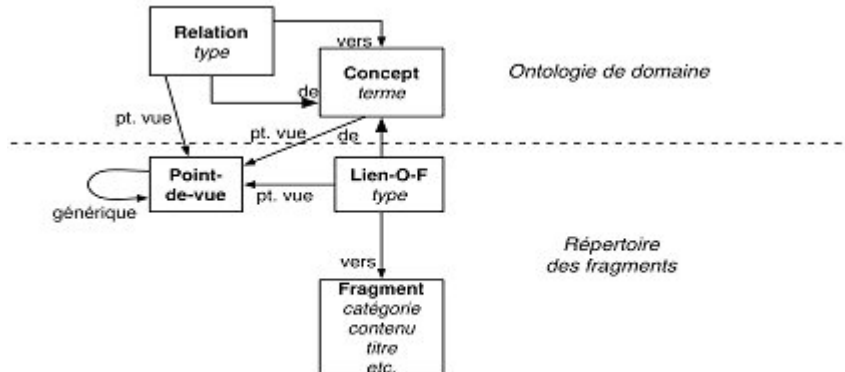 Relation
type
vers
Concept
terme
de
Ontologie de domaine
pt. vue
pt. vue
de
Point-
de-vue
générique
pt. vue
Lien-O-F
type
Répertoire
des fragments
vers
Fragment
catégorie
contenu
titre
etc.